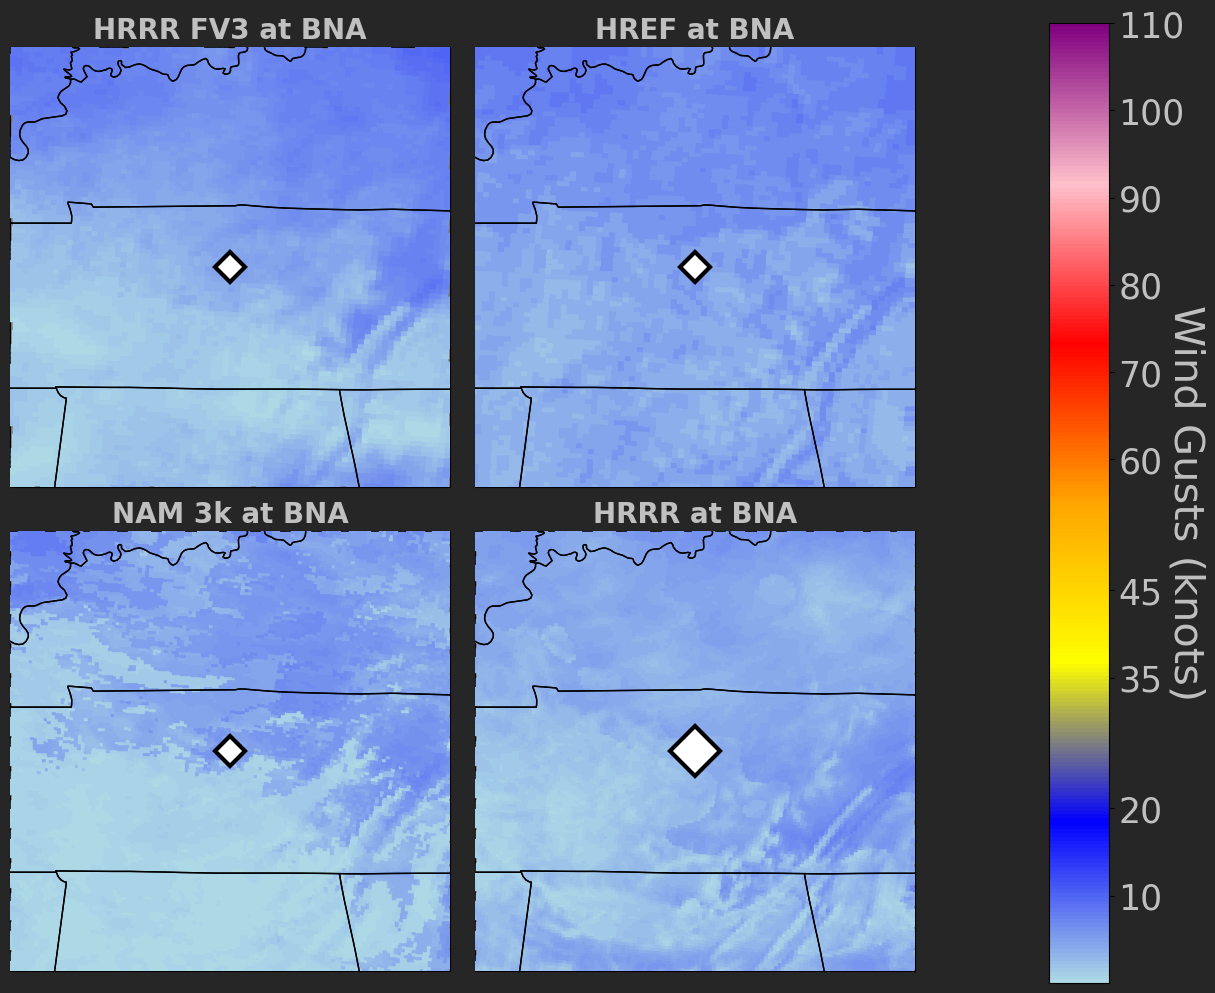 HRRR FV3 at BNA
HREF at BNA
NAM 3k at BNA
HRRR at BNA
110
100
90
80
70
60
45
35
20
10
Wind Gusts (knots)